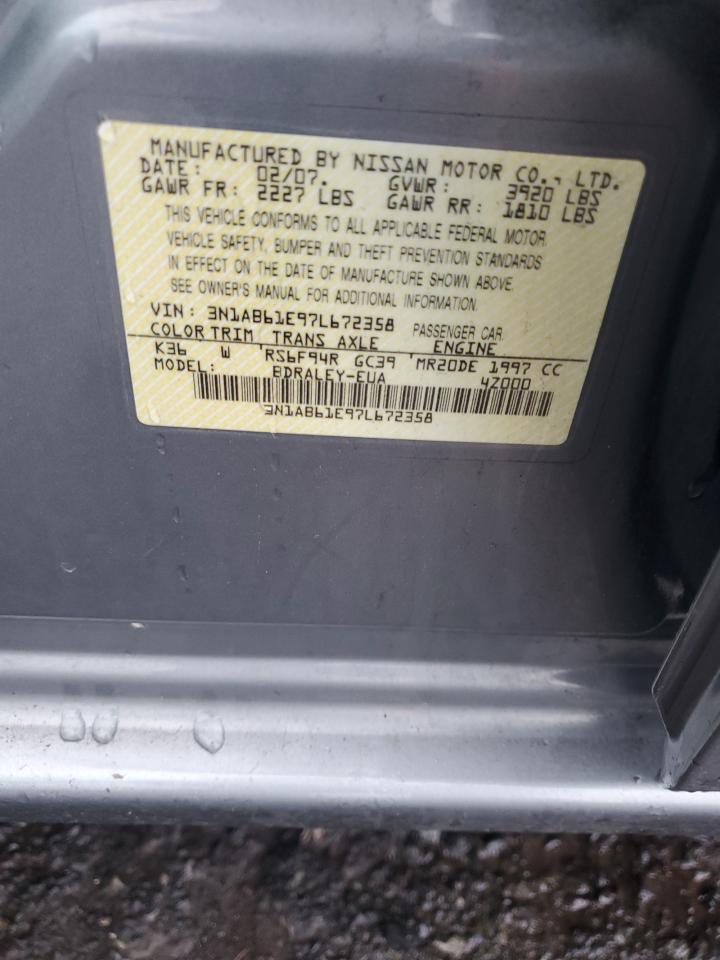 MANUFACTURED BY NISSAN MOTOR CO., LTD.
DATE: 02/07. GVWR: 3920 LBS
GAWR FR: 2227 LBS GAWR RR: 1810 LBS
THIS VEHICLE CONFORMS TO ALL APPLICABLE FEDERAL MOTOR
VEHICLE SAFETY, BUMPER AND THEFT PREVENTION STANDARDS
IN EFFECT ON THE DATE OF MANUFACTURE SHOWN ABOVE.
SEE OWNER'S MANUAL FOR ADDITIONAL INFORMATION.
VIN: 3N1AB61E97L672358 PASSENGER CAR
COLOR TRIM TRANS AXLE ENGINE
K36 W RS6F94R GC39 MR20DE 1997 CC
MODEL: BDRALEY-EUA 4Z000
3N1AB61E97L672358